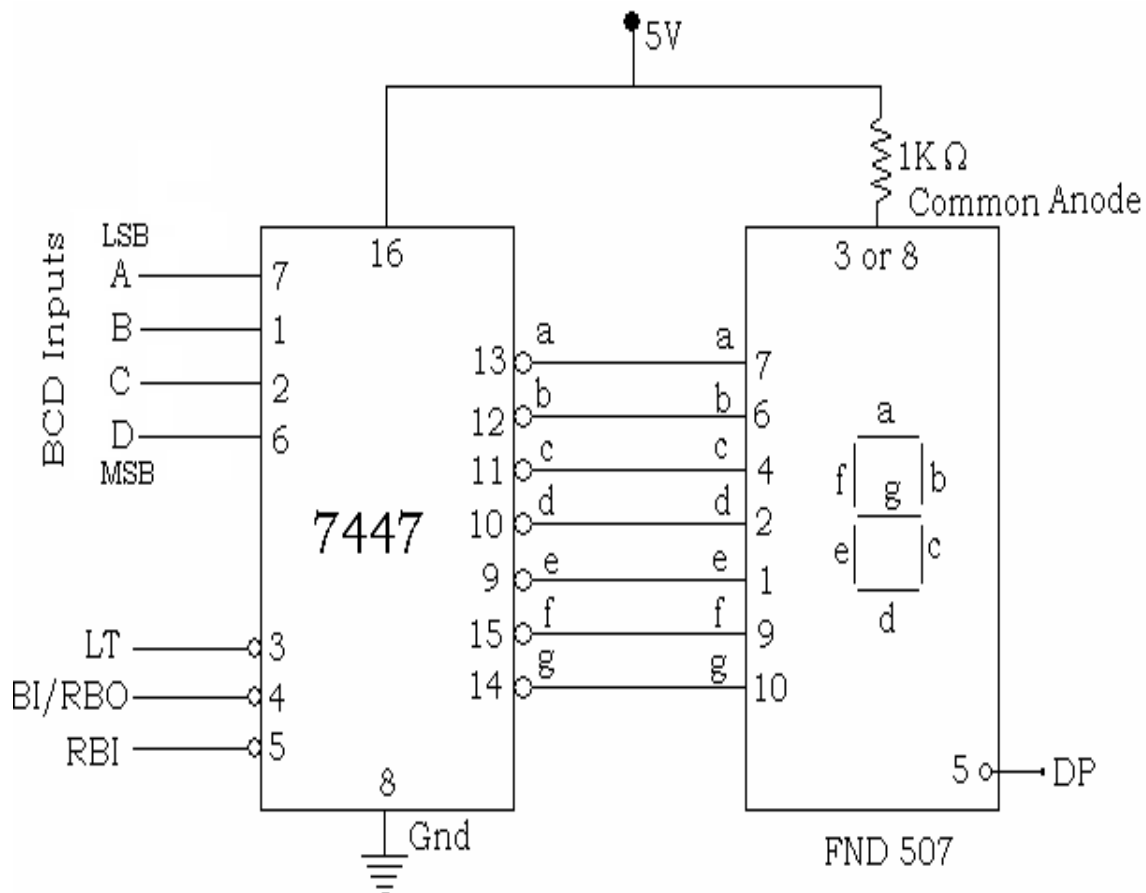 5V
1K Ω
Common Anode
BCD Inputs
LSB
A
B
C
D
MSB
7
1
2
6
16
7447
13
12
11
10
9
15
14
a
b
c
d
e
f
g
LT
BI/RBO
RBI
3
4
5
8
Gnd
3 or 8
a
b
c
d
e
f
g
7
6
4
2
1
9
10
a
f
g
b
e
c
d
5
DP
FND 507